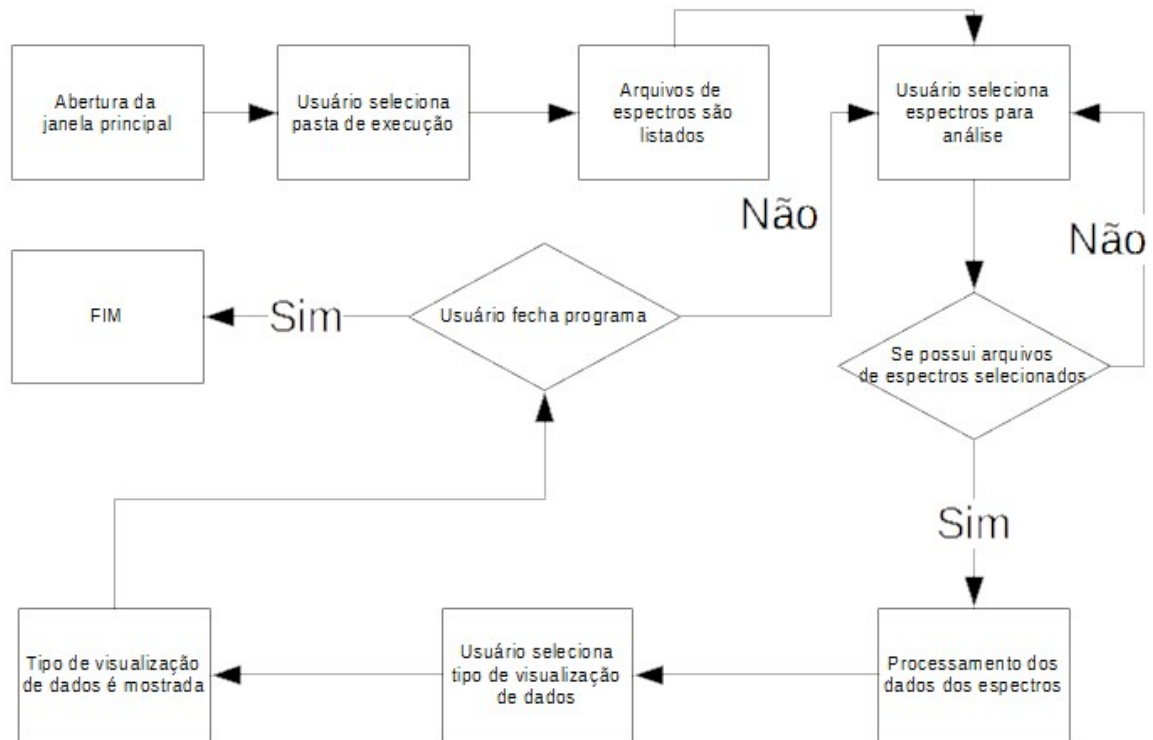 Abertura da
janela principal
Usuário seleciona
pasta de execução
Arquivos de
espectros são
listados
Usuário seleciona
espectros para
análise
Não
Não
FIM
Sim
Usuário fecha programa
Se possui arquivos
de espectros selecionados
Sim
Tipo de visualização
de dados é mostrada
Usuário seleciona
tipo de visualização
de dados
Processamento dos
dados dos espectros